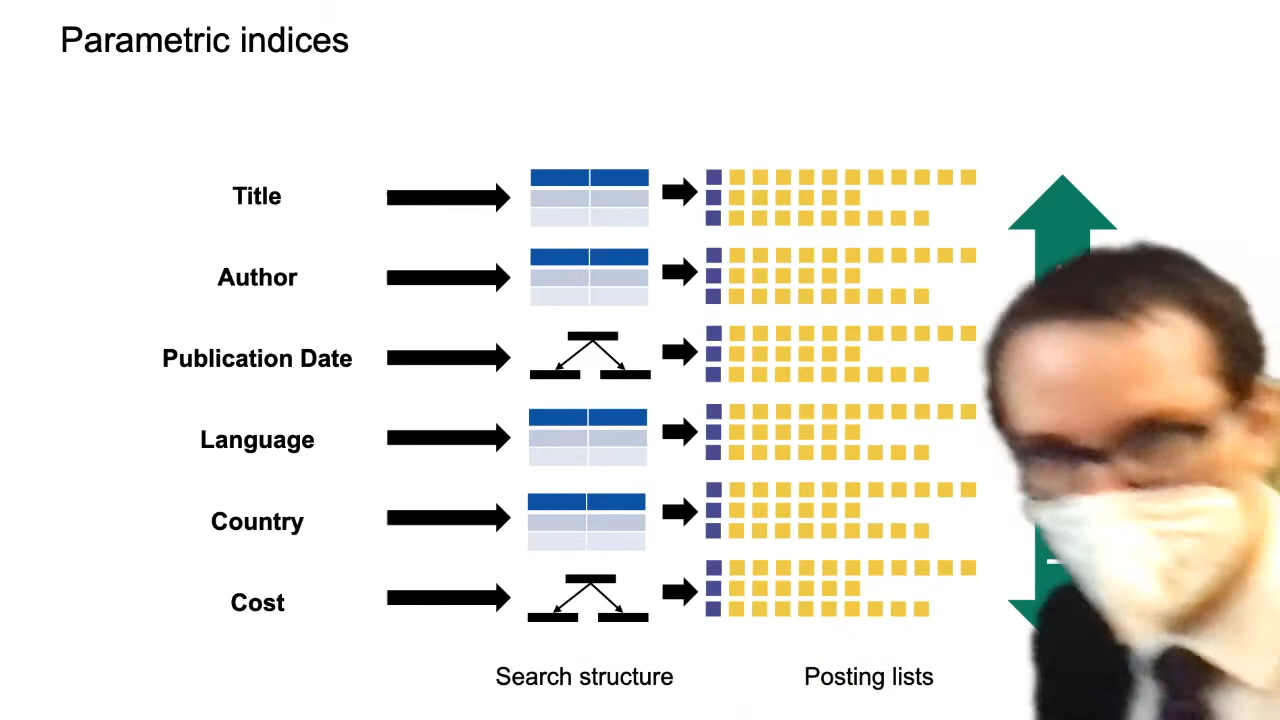 Parametric indices
Title
Author
Publication Date
Language
Country
Cost
Search structure
Posting lists